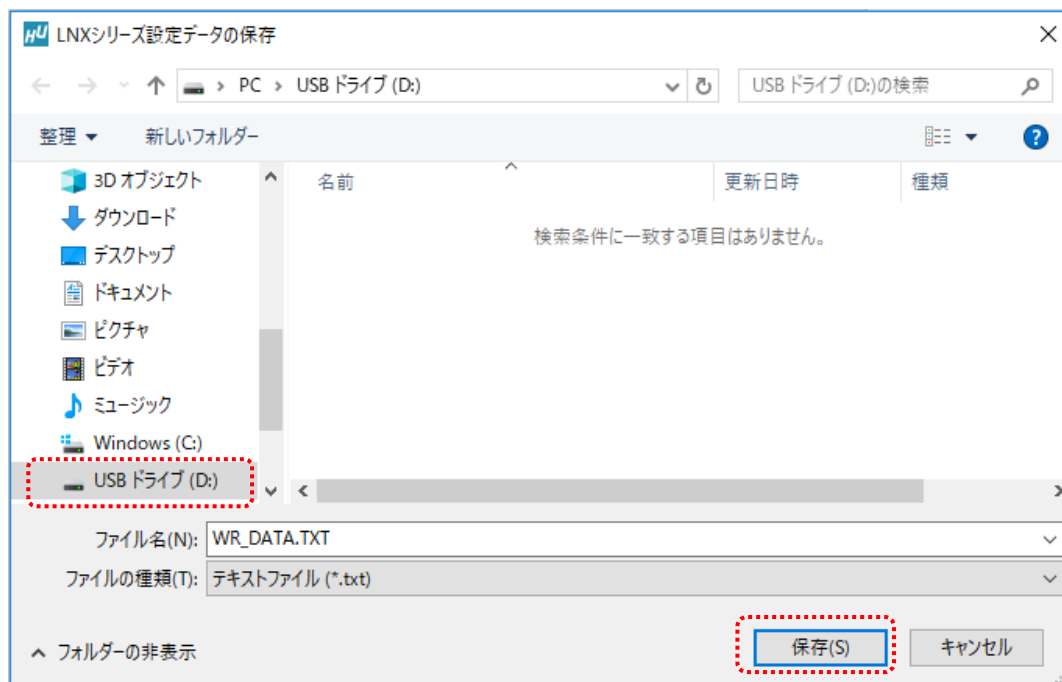 HU LNXシリーズ設定データの保存
PC > USB ドライブ (D:)
USB ドライブ (D:)の検索
整理
新しいフォルダー
?
3D オブジェクト
ダウンロード
デスクトップ
ドキュメント
ピクチャ
ビデオ
ミュージック
Windows (C:)
USB ドライブ (D:)
名前
更新日時
種類
検索条件に一致する項目はありません。
ファイル名(N): WR_DATA.TXT
ファイルの種類(T): テキストファイル (*.txt)
フォルダーの非表示
保存(S)
キャンセル